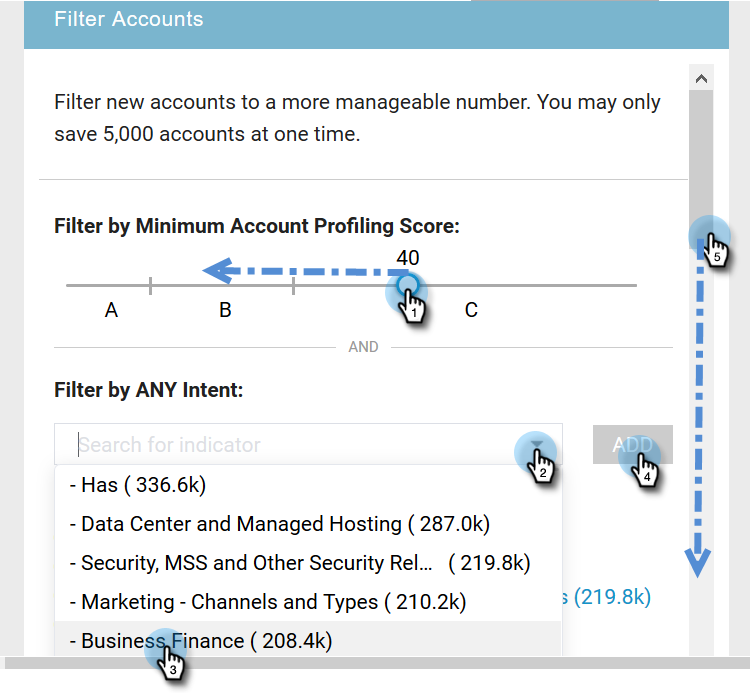 Filter Accounts
Filter new accounts to a more manageable number. You may only
save 5,000 accounts at one time.
Filter by Minimum Account Profiling Score:
40
A B C
1
5
AND
Filter by ANY Intent:
Search for indicator
ADD
2
4
- Has ( 336.6k)
- Data Center and Managed Hosting ( 287.0k)
- Security, MSS and Other Security Rel... ( 219.8k)
- Marketing - Channels and Types ( 210.2k)
s (219.8k)
- Business Finance ( 208.4k)
3